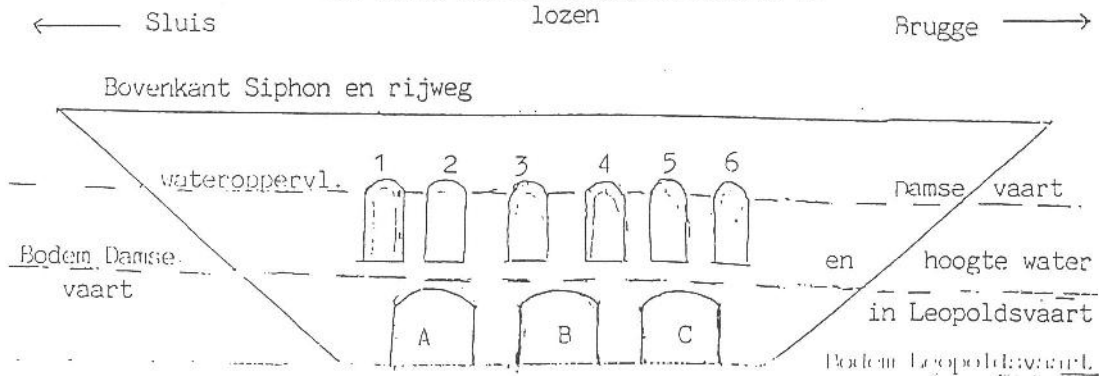 lozen
Sluis Brugge
Bovenkant Siphon en rijweg
1 2 3 4 5 6
wateroppervl. Damse vaart
Bodem Damse en hoogte water
vaart
in Leopoldsvaart
A B C
Bodem Leopoldsvaart